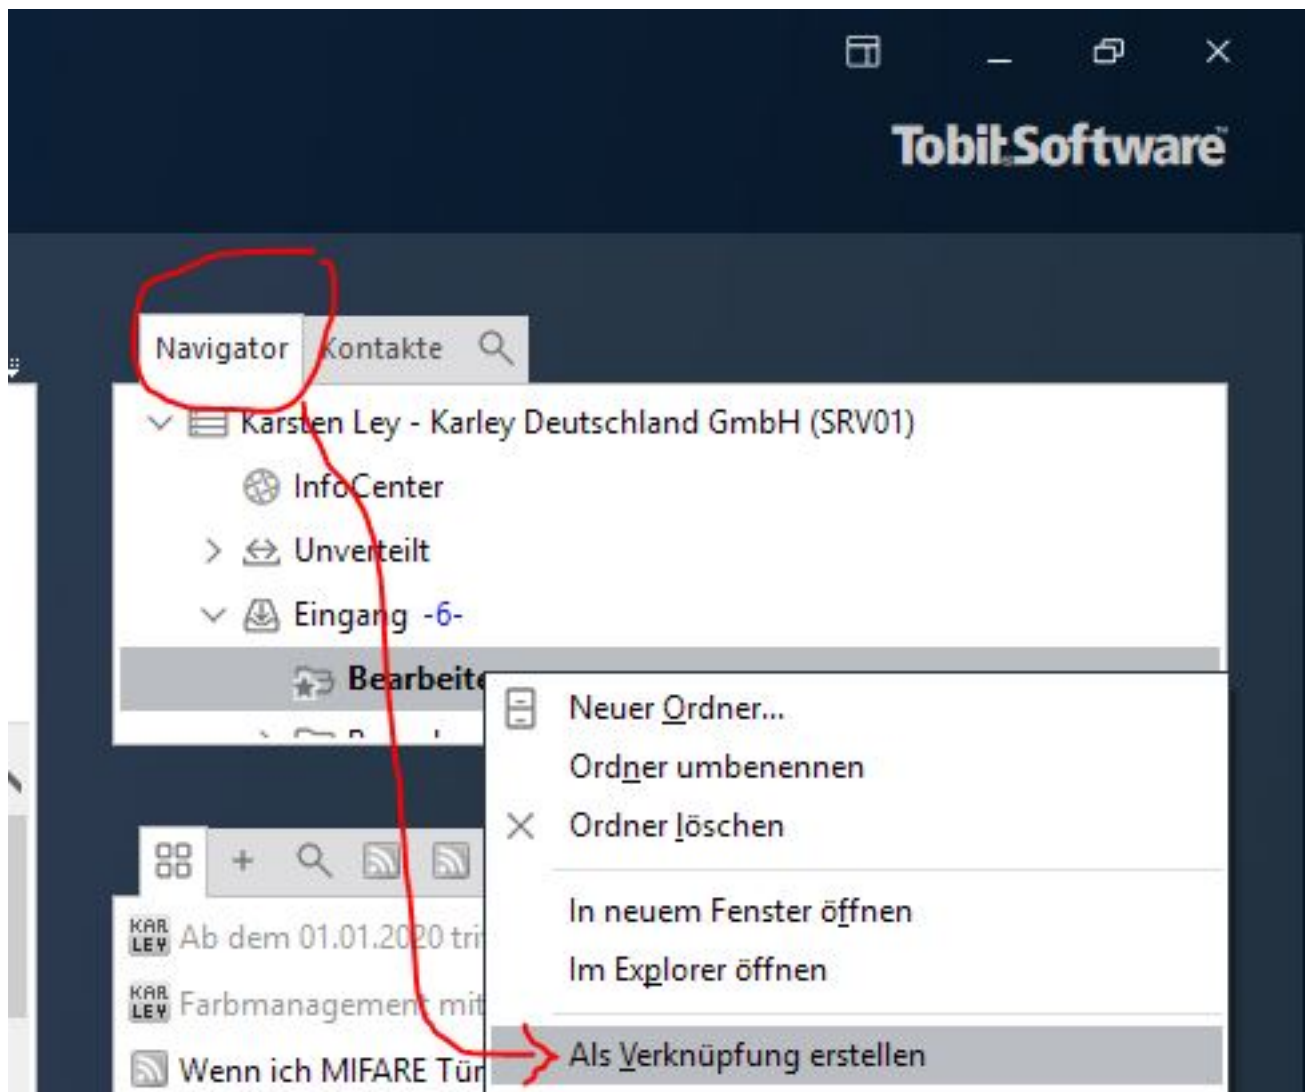 Tobit.Software
Navigator Kontakte
Karsten Ley - Karley Deutschland GmbH (SRV01)
InfoCenter
Unverteilt
Eingang -6-
Bearbeite
Neuer Ordner...
Ordner umbenennen
Ordner löschen
In neuem Fenster öffnen
Im Explorer öffnen
Als Verknüpfung erstellen
KAR LEY Ab dem 01.01.2020 tri
KAR LEY Farbmanagement mit
Wenn ich MIFARE Tür